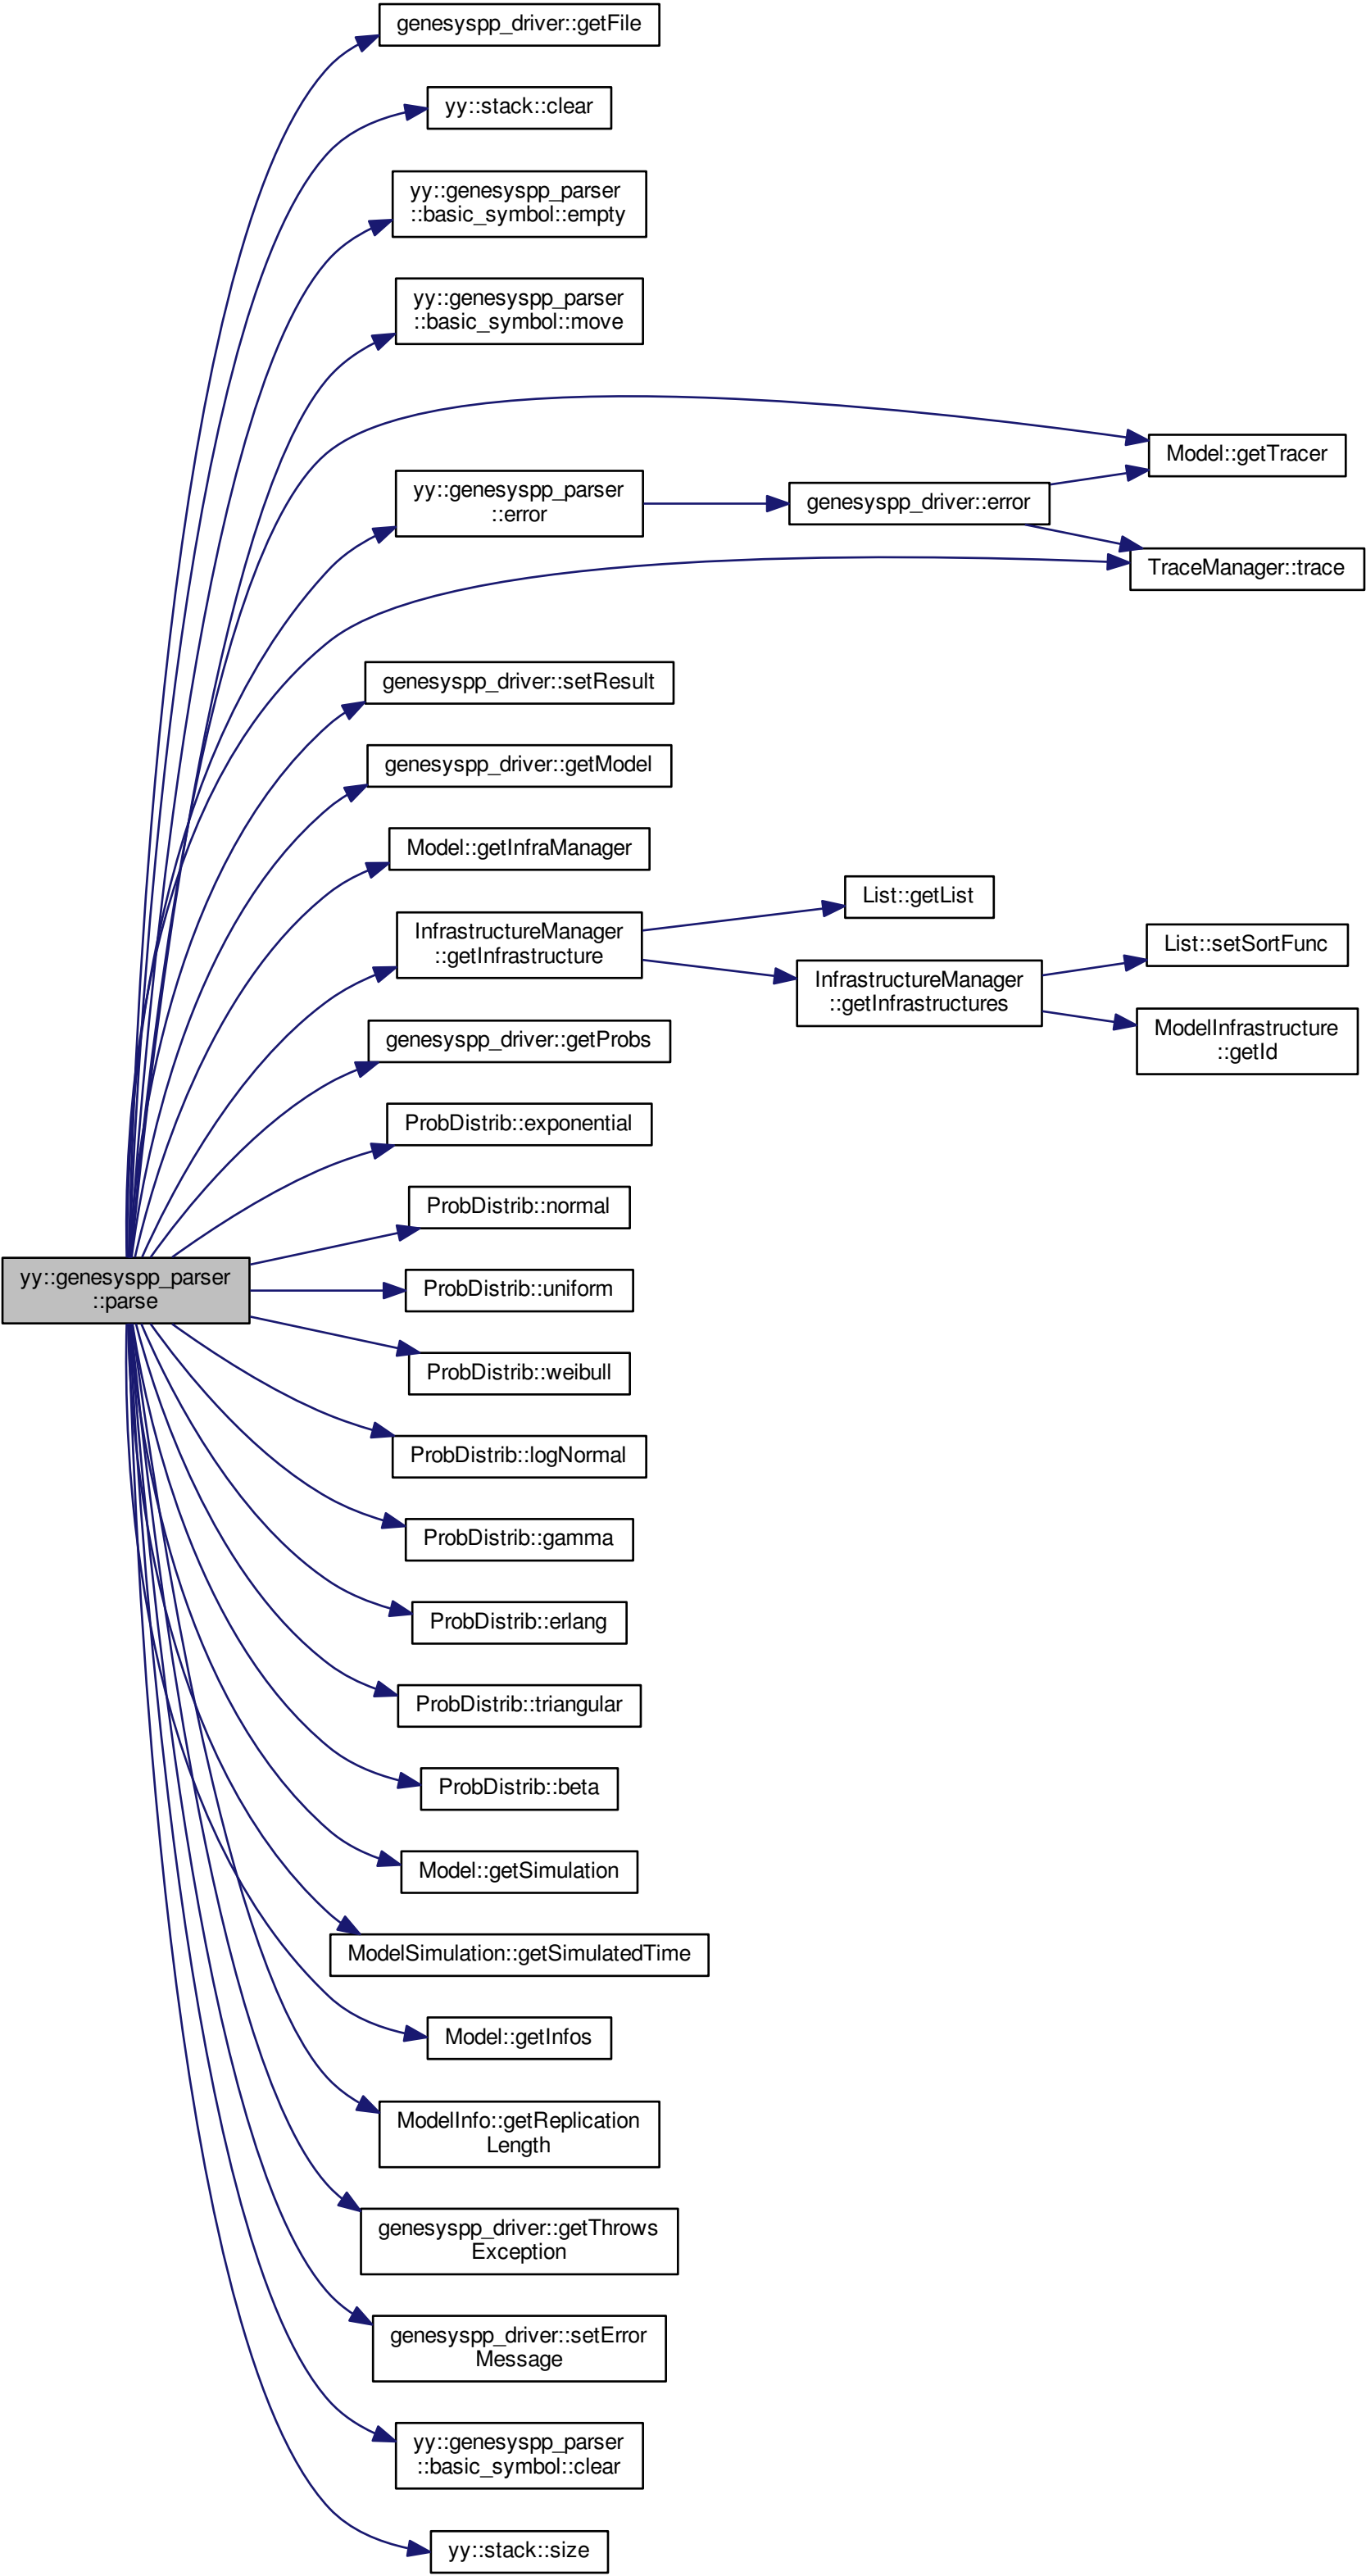 genesyspp_driver::getFile
yy::stack::clear
yy::genesyspp_parser
::basic_symbol::empty
yy::genesyspp_parser
::basic_symbol::move
Model::getTracer
yy::genesyspp_parser
::error
genesyspp_driver::error
TraceManager::trace
genesyspp_driver::setResult
genesyspp_driver::getModel
Model::getInfraManager
List::getList
InfrastructureManager
::getInfrastructure
List::setSortFunc
InfrastructureManager
::getInfrastructures
ModelInfrastructure
::getId
genesyspp_driver::getProbs
ProbDistrib::exponential
ProbDistrib::normal
yy::genesyspp_parser
::parse
ProbDistrib::uniform
ProbDistrib::weibull
ProbDistrib::logNormal
ProbDistrib::gamma
ProbDistrib::erlang
ProbDistrib::triangular
ProbDistrib::beta
Model::getSimulation
ModelSimulation::getSimulatedTime
Model::getInfos
ModelInfo::getReplication
Length
genesyspp_driver::getThrows
Exception
genesyspp_driver::setError
Message
yy::genesyspp_parser
::basic_symbol::clear
yy::stack::size